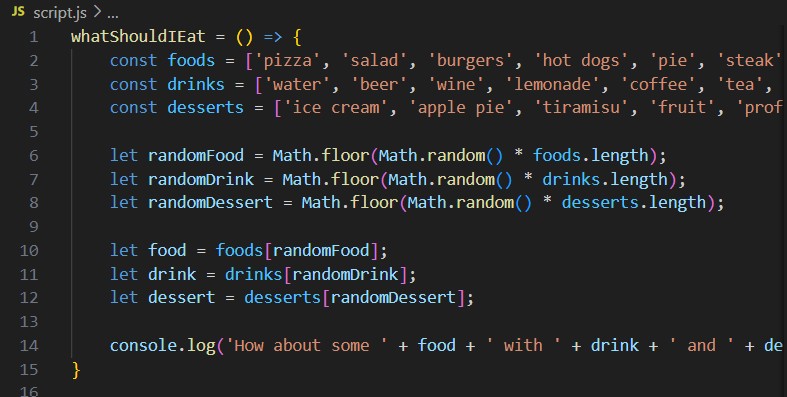 JS script.js > ...
1 whatShouldIEat = () => {
2 const foods = ['pizza', 'salad', 'burgers', 'hot dogs', 'pie', 'steak'
3 const drinks = ['water', 'beer', 'wine', 'lemonade', 'coffee', 'tea',
4 const desserts = ['ice cream', 'apple pie', 'tiramisu', 'fruit', 'prof
5
6 let randomFood = Math.floor(Math.random() * foods.length);
7 let randomDrink = Math.floor(Math.random() * drinks.length);
8 let randomDessert = Math.floor(Math.random() * desserts.length);
9
10 let food = foods[randomFood];
11 let drink = drinks[randomDrink];
12 let dessert = desserts[randomDessert];
13
14 console.log('How about some ' + food + ' with ' + drink + ' and ' + de
15 }
16